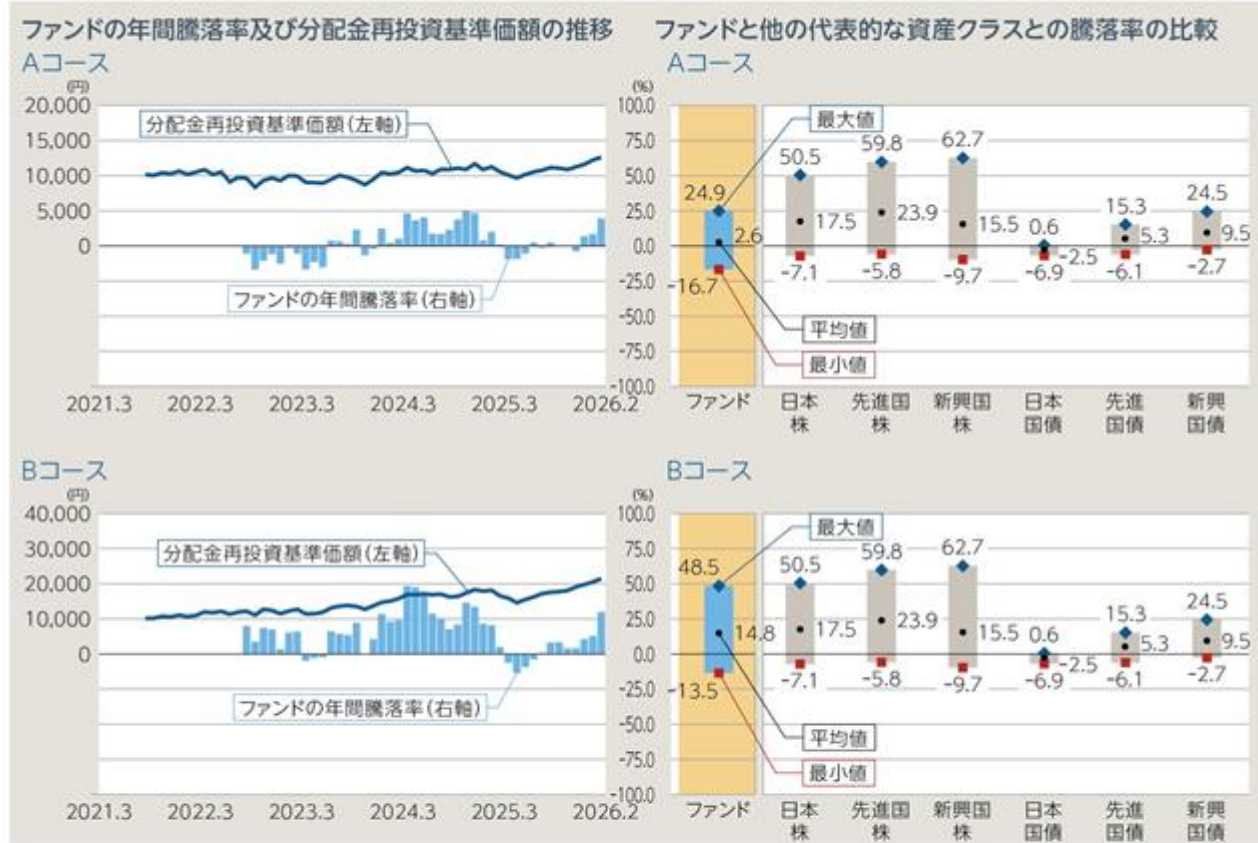 ファンドの年間騰落率及び分配金再投資基準価額の推移
Aコース
(円)
20,000
15,000
10,000
5,000
0
(%)
100.0
75.0
50.0
25.0
0.0
-25.0
-50.0
-75.0
-100.0
分配金再投資基準価額(左軸)
ファンドの年間騰落率(右軸)
2021.3 2022.3 2023.3 2024.3 2025.3 2026.2
ファンドと他の代表的な資産クラスとの騰落率の比較
Aコース
最大値
平均値
最小値
24.9 50.5 59.8 62.7 0.6 15.3 24.5
2.6 17.5 23.9 15.5 -2.5 5.3 9.5
-16.7 -7.1 -5.8 -9.7 -6.9 -6.1 -2.7
ファンド 日本 先進国 新興国 日本 先進 新興
株 株 株 国債 国債 国債
Bコース
(円)
40,000
30,000
20,000
10,000
0
(%)
100.0
75.0
50.0
25.0
0.0
-25.0
-50.0
-75.0
-100.0
分配金再投資基準価額(左軸)
ファンドの年間騰落率(右軸)
2021.3 2022.3 2023.3 2024.3 2025.3 2026.2
Bコース
最大値
平均値
最小値
48.5 50.5 59.8 62.7 0.6 15.3 24.5
14.8 17.5 23.9 15.5 -2.5 5.3 9.5
-13.5 -7.1 -5.8 -9.7 -6.9 -6.1 -2.7
ファンド 日本 先進国 新興国 日本 先進 新興
株 株 株 国債 国債 国債